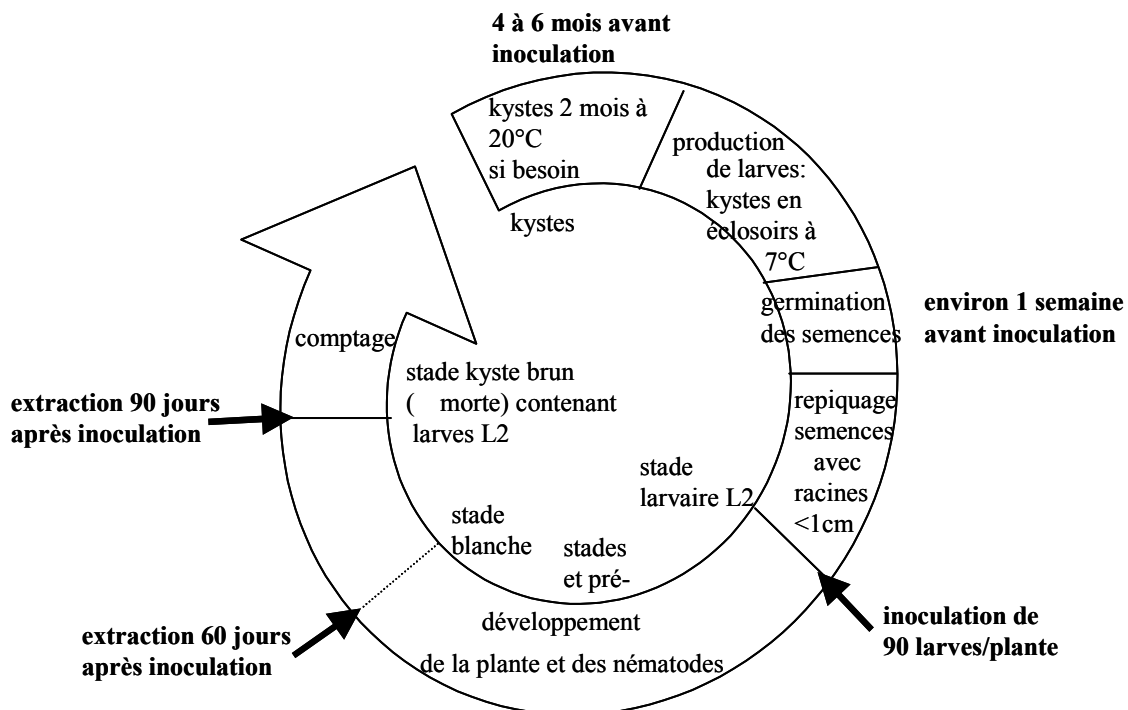 4 à 6 mois avant
inoculation
kystes 2 mois à
20°C
si besoin
kystes
production
de larves:
kystes en
éclosoirs à
7°C
germination
des semences
environ 1 semaine
avant inoculation
repiquage
semences
avec
racines
<1cm
inoculation de
90 larves/plante
stade
larvaire L2
stades
et pré-
développement
de la plante et des nématodes
stade
blanche
extraction 60 jours
après inoculation
stade kyste brun
( morte) contenant
larves L2
extraction 90 jours
après inoculation
comptage